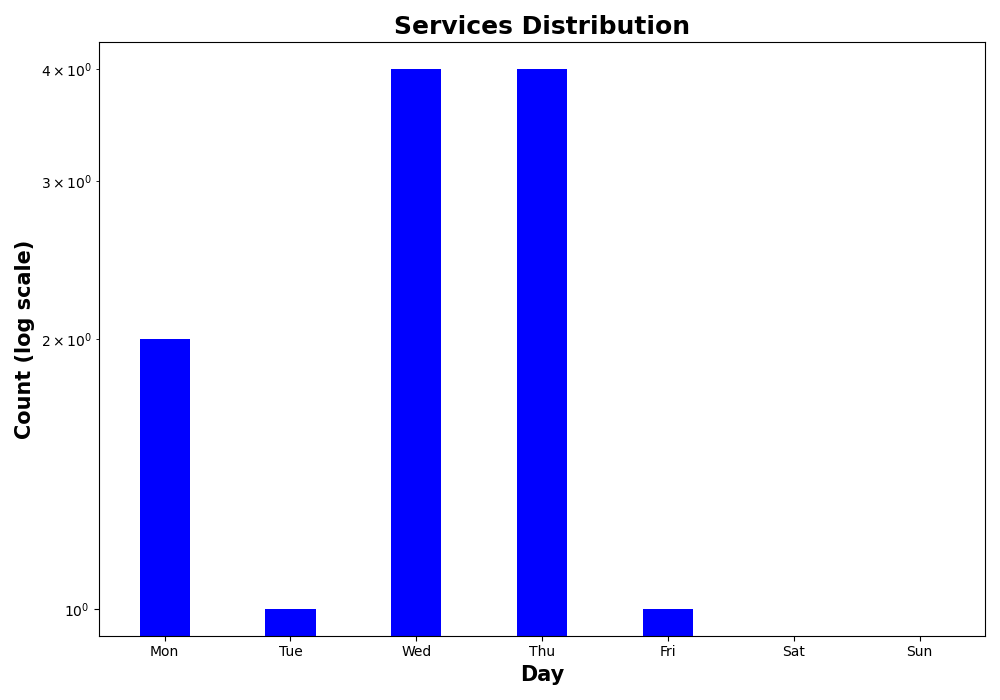 Services Distribution
Count (log scale)
4 × 10⁰
3 × 10⁰
2 × 10⁰
10⁰
Mon Tue Wed Thu Fri Sat Sun
Day